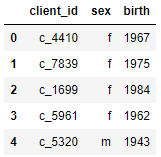 client_id sex birth
0 c_4410 f 1967
1 c_7839 f 1975
2 c_1699 f 1984
3 c_5961 f 1962
4 c_5320 m 1943